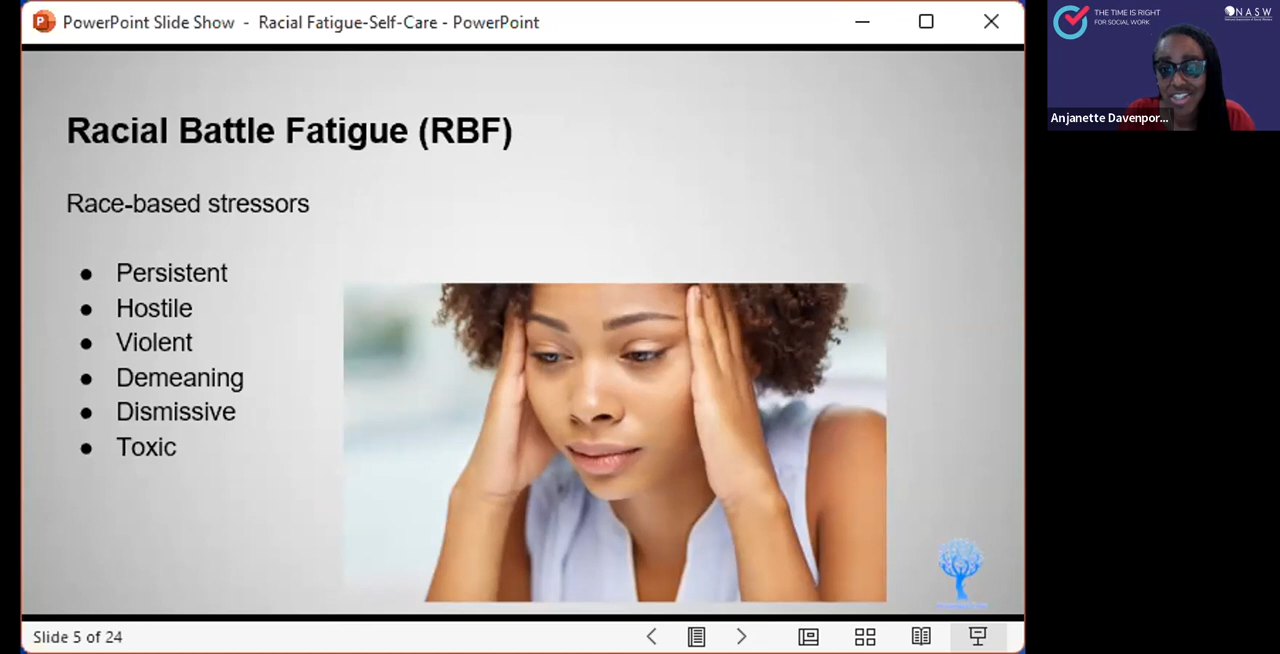 PowerPoint Slide Show - Racial Fatigue-Self-Care - PowerPoint
Racial Battle Fatigue (RBF)
Race-based stressors
● Persistent
● Hostile
● Violent
● Demeaning
● Dismissive
● Toxic
Slide 5 of 24
THE TIME IS RIGHT
FOR SOCIAL WORK
NASW
Anjanette Davenpor...